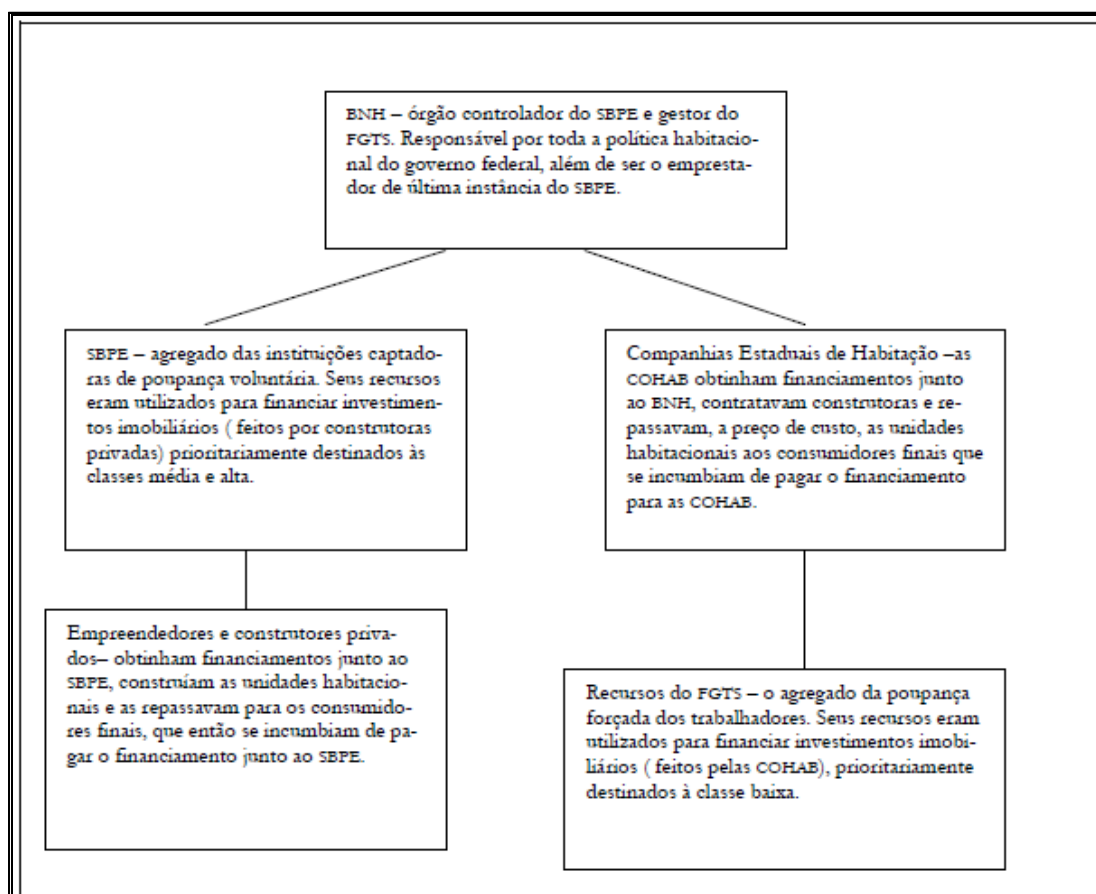 BNH – órgão controlador do SBPE e gestor do
FGTS. Responsável por toda a política habitacio-
nal do governo federal, além de ser o empresta-
dor de última instância do SBPE.
SBPE – agregado das instituições captado-
ras de poupança voluntária. Seus recursos
eram utilizados para financiar investimen-
tos imobiliários ( feitos por construtoras
privadas) prioritariamente destinados às
classes média e alta.
Companhias Estaduais de Habitação –as
COHAB obtinham financiamentos junto
ao BNH, contratavam construtoras e re-
passavam, a preço de custo, as unidades
habitacionais aos consumidores finais que
se incumbiam de pagar o financiamento
para as COHAB.
Empreendedores e construtores priva-
dos– obtinham financiamentos junto ao
SBPE, construíam as unidades habitacio-
nais e as repassavam para os consumido-
res finais, que então se incumbiam de pa-
gar o financiamento junto ao SBPE.
Recursos do FGTS – o agregado da poupança
forçada dos trabalhadores. Seus recursos eram
utilizados para financiar investimentos imobi-
liários ( feitos pelas COHAB), prioritariamente
destinados à classe baixa.